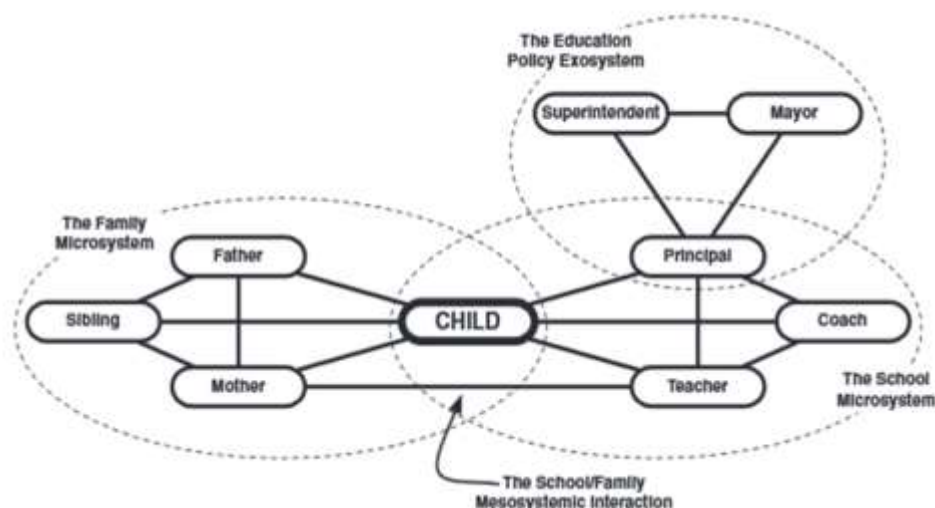 The Education
Policy Exosystem
Superintendent
Mayor
The Family
Microsystem
Father
Principal
Sibling
CHILD
Coach
Mother
Teacher
The School
Microsystem
The School/Family
Mesosystemic Interaction